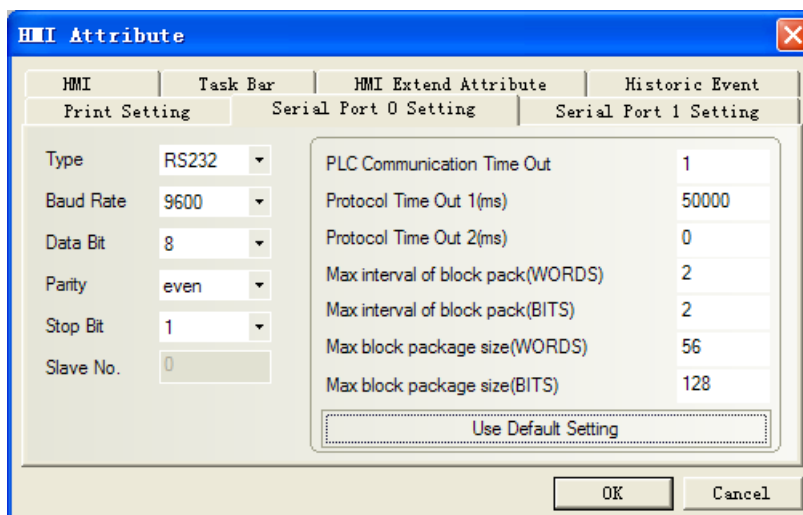 HMI Attribute
HMI Task Bar HMI Extend Attribute Historic Event
Print Setting Serial Port 0 Setting Serial Port 1 Setting
Type RS232
Baud Rate 9600
Data Bit 8
Parity even
Stop Bit 1
Slave No. 0
PLC Communication Time Out 1
Protocol Time Out 1(ms) 50000
Protocol Time Out 2(ms) 0
Max interval of block pack(WORDS) 2
Max interval of block pack(BITS) 2
Max block package size(WORDS) 56
Max block package size(BITS) 128
Use Default Setting
OK Cancel